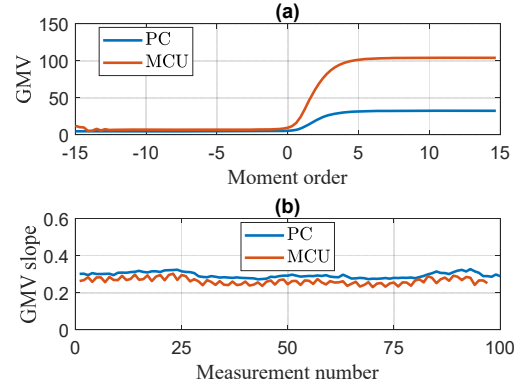 (a)
150
100
50
0
GMV
PC
MCU
-15 -10 -5 0 5 10 15
Moment order
(b)
0.6
0.4
0.2
0
GMV slope
PC
MCU
0 25 50 75 100
Measurement number